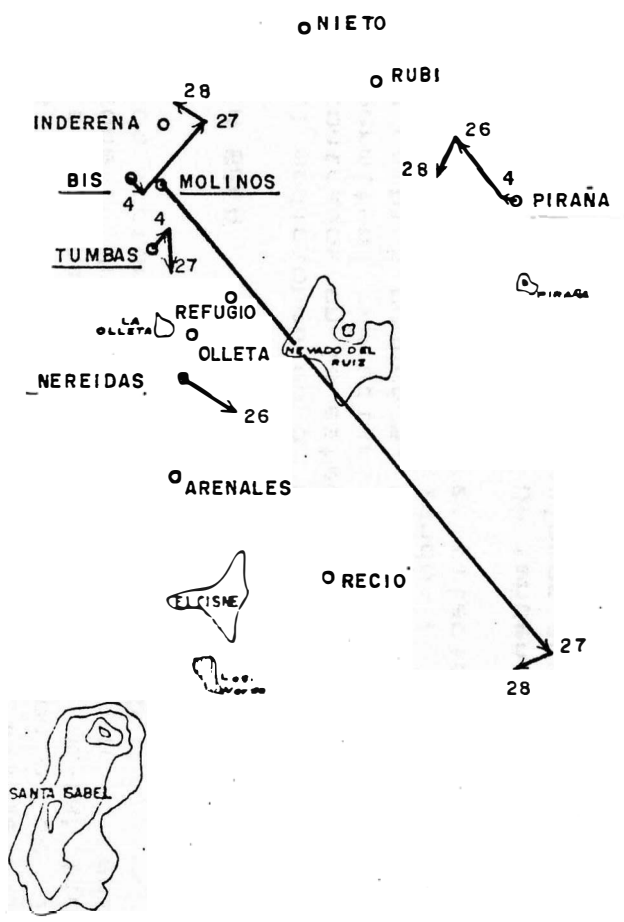 NIETO
RUBI
28
INDERENA
27
26
28
BIS
MOLINOS
4
4
PIRAÑA
4
TUMBAS
27
PIRAÑA
REFUGIO
LA
OLLETA
OLLETA
NEVADO DEL
RUIZ
NEREIDAS
26
ARENALES
RECIO
EL CISNE
27
28
SANTA ISABEL